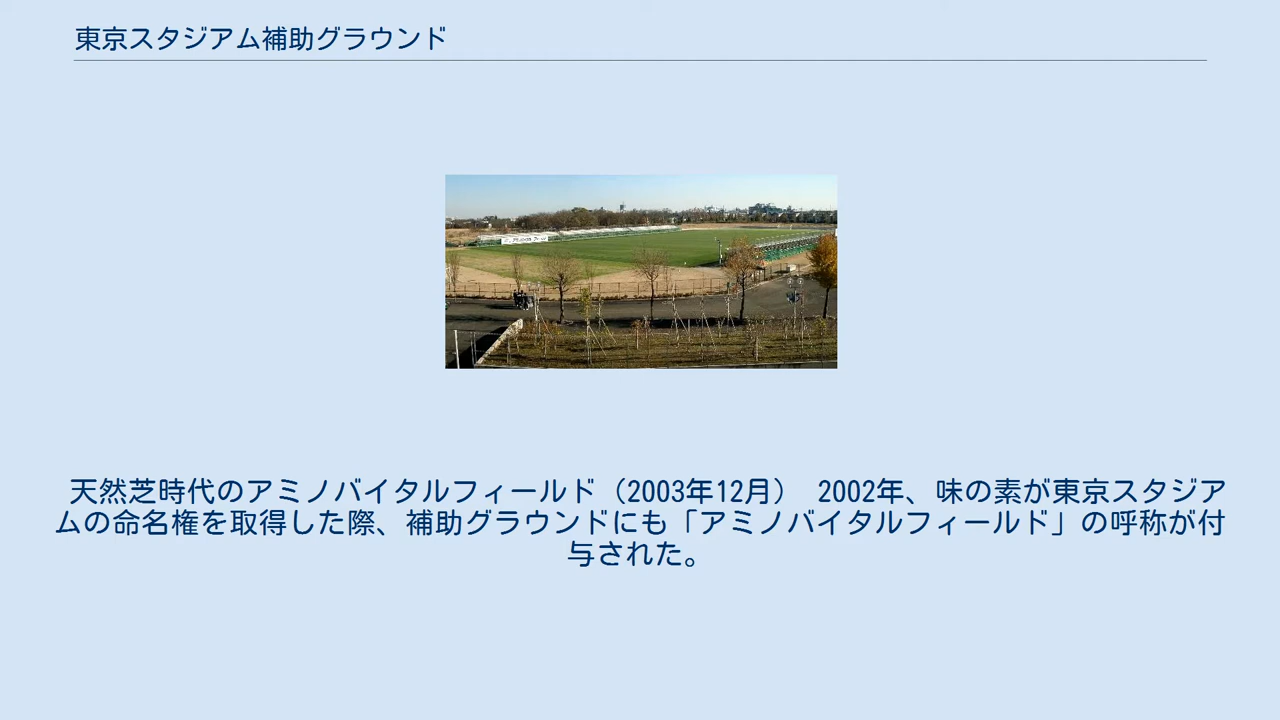 東京スタジアム補助グラウンド
天然芝時代のアミノバイタルフィールド（2003年12月） 2002年、味の素が東京スタジア
ムの命名権を取得した際、補助グラウンドにも「アミノバイタルフィールド」の呼称が付
与された。